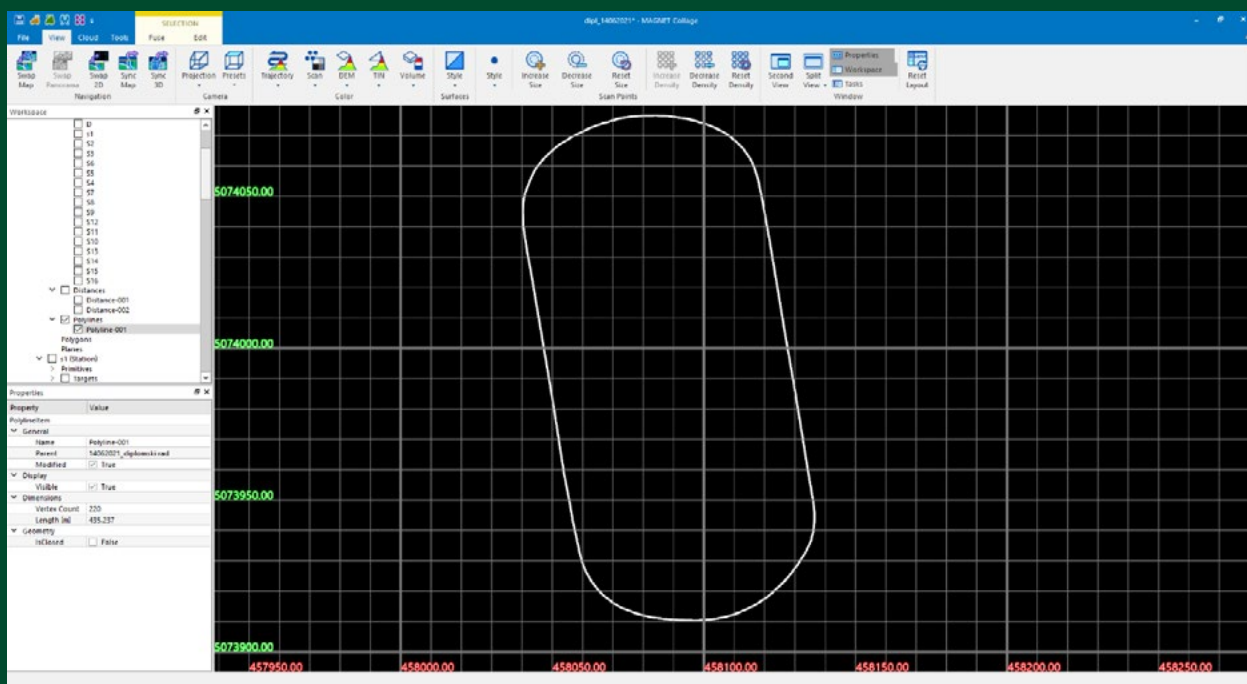 dipl_14062021* - MAGNET Collage
SELECTION
File View Cloud Tools Fuse Edit
Swap Map
Swap Panorama
Swap 2D
Sync Map
Sync 3D
Navigation
Projection
Presets
Camera
Trajectory
Scan
DEM
TIN
Volume
Color
Style
Surfaces
Style
Increase Size
Decrease Size
Reset Size
Increase Density
Decrease Density
Reset Density
Scan Points
Second View
Split View
Properties
Workspace
Tasks
Window
Reset Layout
Workspace
D
s1
S2
S3
S6
S5
S4
S7
S8
S9
S12
S11
S10
S13
S14
S15
S16
Distances
Distance-001
Distance-002
Polylines
Polyline-001
Polygons
Planes
s1 (Station)
Primitives
Targets
Properties
Property Value
PolylineItem
General
Name Polyline-001
Parent 14062021_diplomski rad
Modified True
Display
Visible True
Dimensions
Vertex Count 220
Length [m] 435.237
Geometry
IsClosed False
5074050.00
5074000.00
5073950.00
5073900.00
457950.00 458000.00 458050.00 458100.00 458150.00 458200.00 458250.00